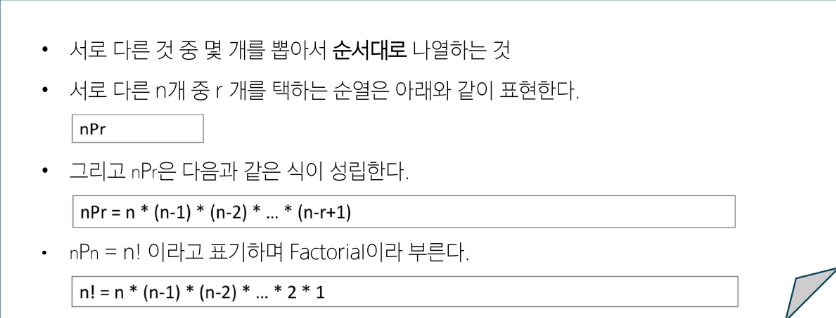 • 서로 다른 것 중 몇 개를 뽑아서 순서대로 나열하는 것
• 서로 다른 n개 중 r 개를 택하는 순열은 아래와 같이 표현한다.
nPr
• 그리고 nPr은 다음과 같은 식이 성립한다.
nPr = n * (n-1) * (n-2) * ... * (n-r+1)
• nPn = n! 이라고 표기하며 Factorial이라 부른다.
n! = n * (n-1) * (n-2) * ... * 2 * 1